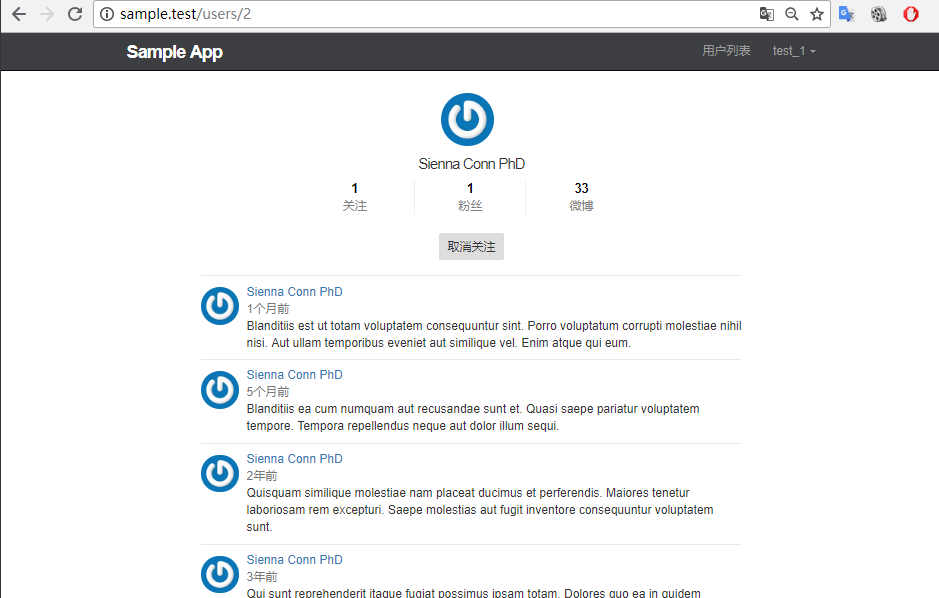 sample.test/users/2
Sample App 用户列表 test_1
Sienna Conn PhD
1 1 33
关注 粉丝 微博
取消关注
Sienna Conn PhD
1个月前
Blanditiis est ut totam voluptatem consequuntur sint. Porro voluptatum corrupti molestiae nihil
nisi. Aut ullam temporibus eveniet aut similique vel. Enim atque qui eum.
Sienna Conn PhD
5个月前
Blanditiis ea cum numquam aut recusandae sunt et. Quasi saepe pariatur voluptatem
tempore. Tempora repellendus neque aut dolor illum sequi.
Sienna Conn PhD
2年前
Quisquam similique molestiae nam placeat ducimus et perferendis. Maiores tenetur
laboriosam rem excepturi. Saepe molestias aut fugit inventore consequuntur voluptatem
sunt.
Sienna Conn PhD
3年前
Qui sunt reprehenderit itaque fugiat possimus ipsam totam. Dolores quo ea in quidem